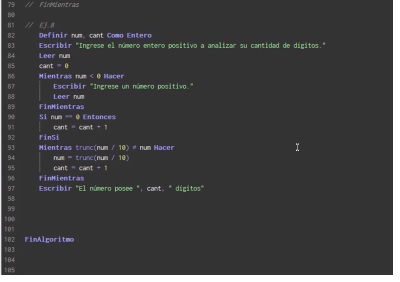 79 // FinMientras
80
81 // Ej 8
82 Definir num, cant Como Entero
83 Escribir "Ingrese el número entero positivo a analizar su cantidad de dígitos."
84 Leer num
85 cant = 0
86 Mientras num < 0 Hacer
87 Escribir "Ingrese un número positivo."
88 Leer num
89 FinMientras
90 Si num == 0 Entonces
91 cant = cant + 1
92 FinSi
93 Mientras trunc(num / 10) ≠ num Hacer
94 num = trunc(num / 10)
95 cant = cant + 1
96 FinMientras
97 Escribir "El número posee ", cant, " dígitos"
98
99
100
101
102 FinAlgoritmo
103
104
105